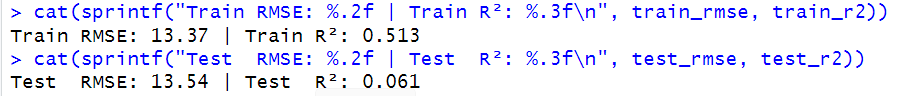 > cat(sprintf("Train RMSE: %.2f | Train R²: %.3f\n", train_rmse, train_r2))
Train RMSE: 13.37 | Train R²: 0.513
> cat(sprintf("Test  RMSE: %.2f | Test  R²: %.3f\n", test_rmse, test_r2))
Test  RMSE: 13.54 | Test  R²: 0.061